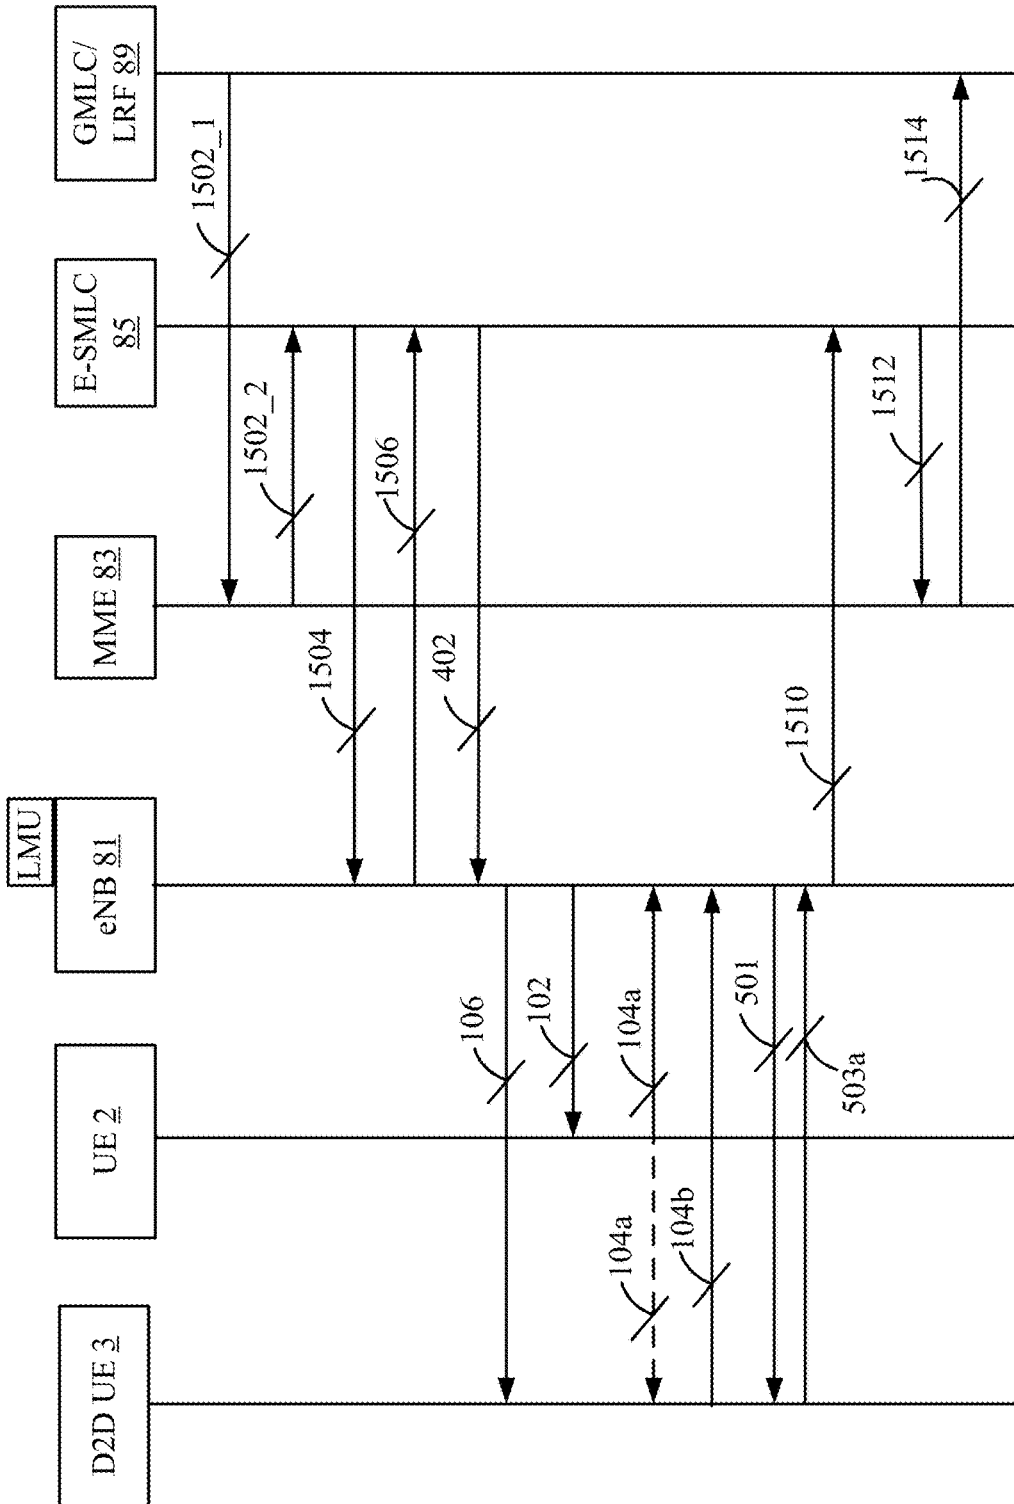 D2D UE 3
UE 2
LMU
eNB 81
MME 83
E-SMLC
85
GMLC/
LRF 89
1502_1
1502_2
1504
1506
402
106
102
104a
104a
104b
501
503a
1510
1512
1514